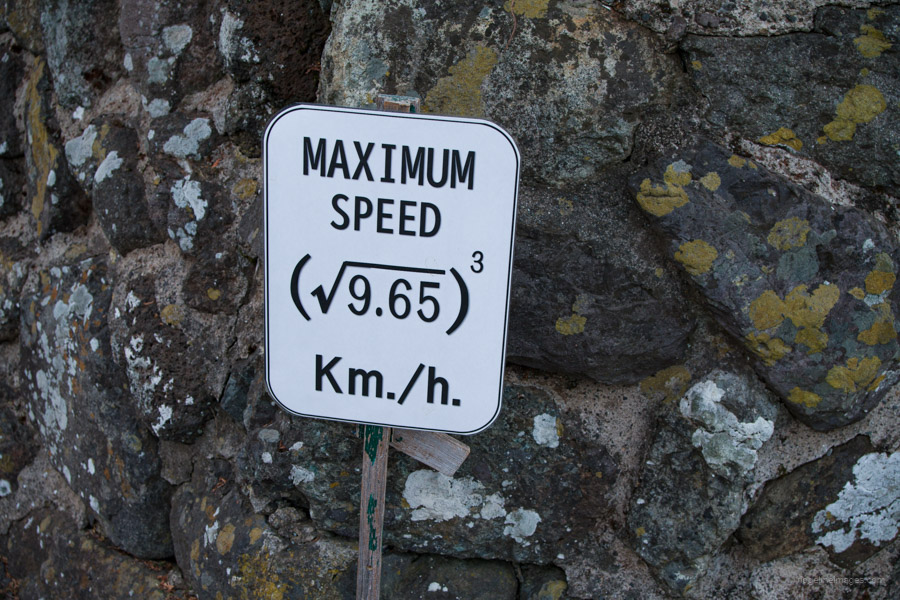 MAXIMUM
SPEED
(√9.65)³
Km./h.